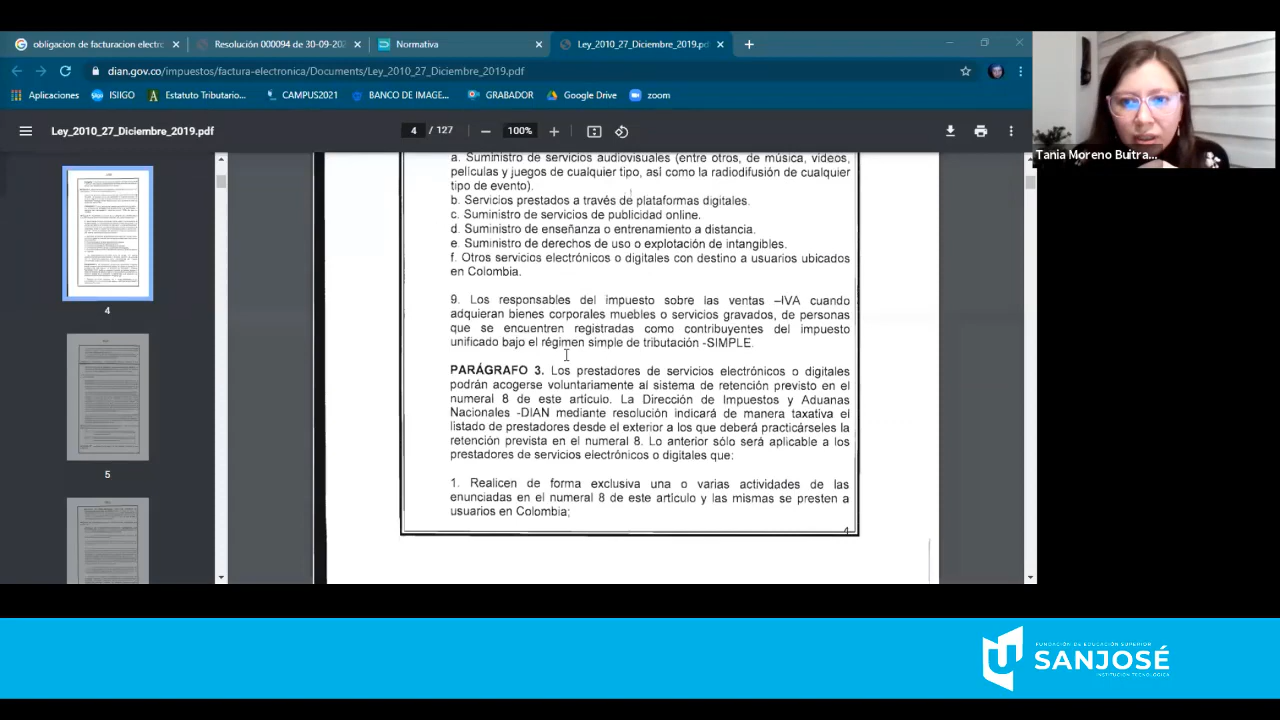 obligacion de facturacion electr
Resolución 000094 de 30-09-202
Normativa
Ley_2010_27_Diciembre_2019.pdf
dian.gov.co/impuestos/factura-electronica/Documents/Ley_2010_27_Diciembre_2019.pdf
Aplicaciones
ISIIGO
Estatuto Tributario...
CAMPUS2021
BANCO DE IMAGE...
GRABADOR
Google Drive
zoom
Ley_2010_27_Diciembre_2019.pdf
4 / 127
100%
Tania Moreno Buitra...
4
5
a. Suministro de servicios audiovisuales (entre otros, de música, videos,
películas y juegos de cualquier tipo, así como la radiodifusión de cualquier
tipo de evento).
b. Servicios prestados a través de plataformas digitales.
c. Suministro de servicios de publicidad online.
d. Suministro de enseñanza o entrenamiento a distancia.
e. Suministro de derechos de uso o explotación de intangibles.
f. Otros servicios electrónicos o digitales con destino a usuarios ubicados
en Colombia.
9. Los responsables del impuesto sobre las ventas –IVA cuando
adquieran bienes corporales muebles o servicios gravados, de personas
que se encuentren registradas como contribuyentes del impuesto
unificado bajo el régimen simple de tributación -SIMPLE.
PARÁGRAFO 3. Los prestadores de servicios electrónicos o digitales
podrán acogerse voluntariamente al sistema de retención previsto en el
numeral 8 de este artículo. La Dirección de Impuestos y Aduanas
Nacionales -DIAN mediante resolución indicará de manera taxativa el
listado de prestadores desde el exterior a los que deberá practicárseles la
retención prevista en el numeral 8. Lo anterior sólo será aplicable a los
prestadores de servicios electrónicos o digitales que:
1. Realicen de forma exclusiva una o varias actividades de las
enunciadas en el numeral 8 de este artículo y las mismas se presten a
usuarios en Colombia;
4
FUNDACIÓN DE EDUCACIÓN SUPERIOR
SANJOSÉ
INSTITUCIÓN TECNOLÓGICA